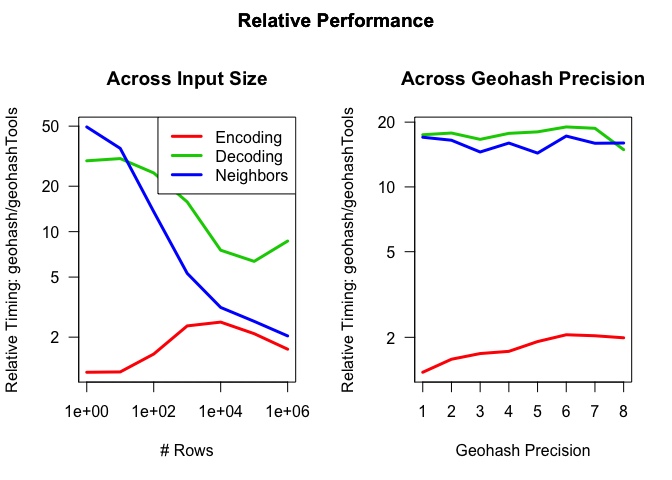 Relative Performance
Across Input Size
Relative Timing: geohash/geohashTools
50
20
10
5
2
Encoding
Decoding
Neighbors
1e+00 1e+02 1e+04 1e+06
# Rows
Across Geohash Precision
Relative Timing: geohash/geohashTools
20
10
5
2
1 2 3 4 5 6 7 8
Geohash Precision